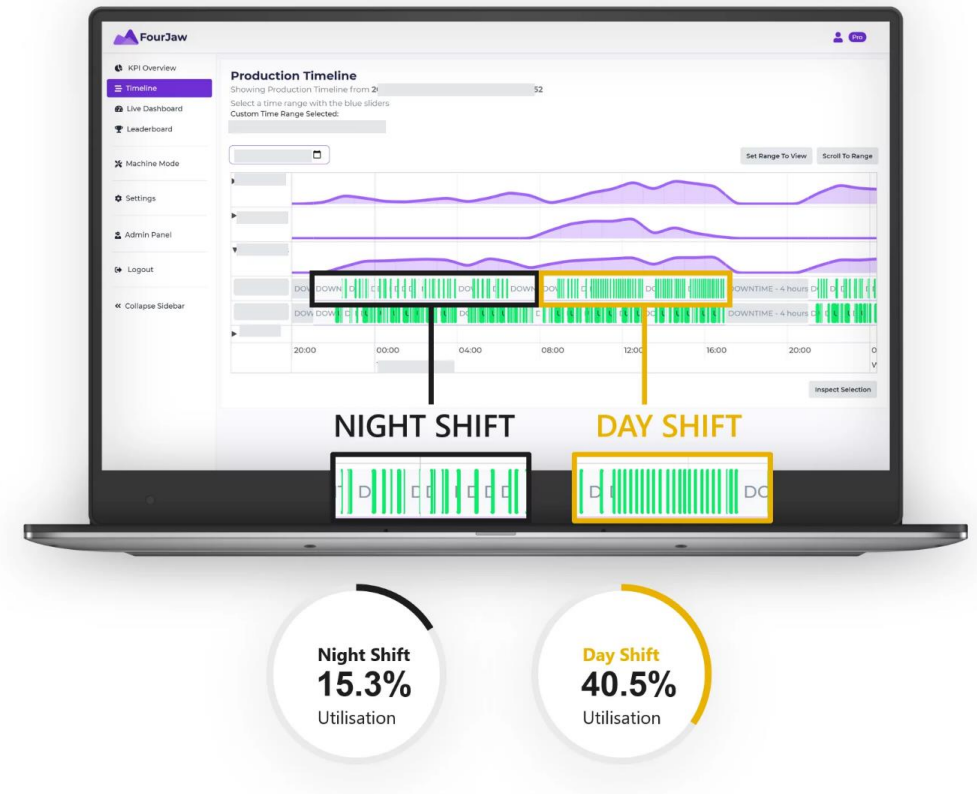 FourJaw
Pro
KPI Overview
Timeline
Live Dashboard
Leaderboard
Machine Mode
Settings
Admin Panel
Logout
Collapse Sidebar
Production Timeline
Showing Production Timeline from 52
Select a time range with the blue sliders
Custom Time Range Selected:
Set Range To View
Scroll To Range
DOWNTIME - 4 hours
DOWNTIME - 4 hours
20:00 00:00 04:00 08:00 12:00 16:00 20:00
Inspect Selection
NIGHT SHIFT
DAY SHIFT
Night Shift
15.3%
Utilisation
Day Shift
40.5%
Utilisation